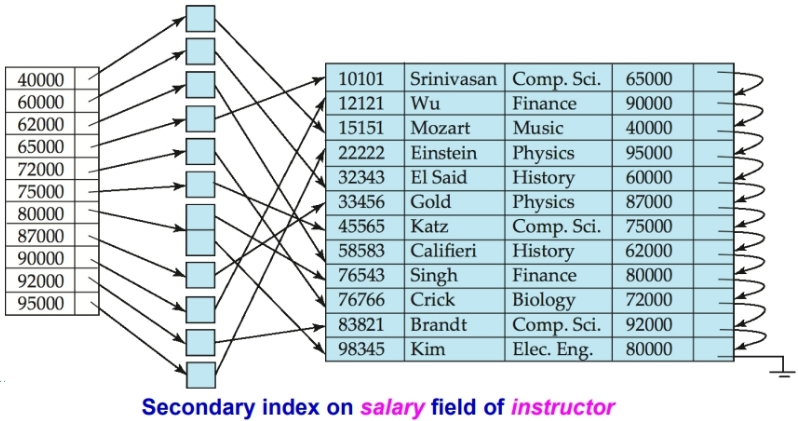 40000
60000
62000
65000
72000
75000
80000
87000
90000
92000
95000
10101 Srinivasan Comp. Sci. 65000
12121 Wu Finance 90000
15151 Mozart Music 40000
22222 Einstein Physics 95000
32343 El Said History 60000
33456 Gold Physics 87000
45565 Katz Comp. Sci. 75000
58583 Califieri History 62000
76543 Singh Finance 80000
76766 Crick Biology 72000
83821 Brandt Comp. Sci. 92000
98345 Kim Elec. Eng. 80000
Secondary index on salary field of instructor